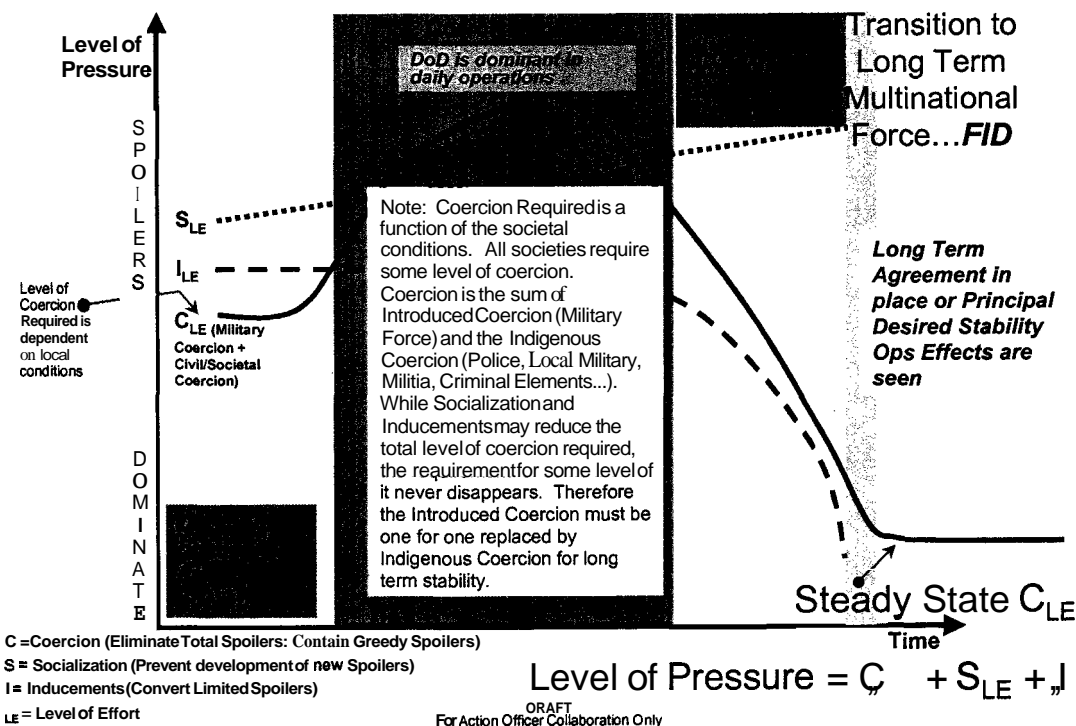 Level of
Pressure
SPOILERS
DOMINATE
DoD is dominant in
daily operations
Transition to
Long Term
Multinational
Force...FID
S LE
I LE
C LE (Military
Coercion +
Civil/Societal
Coercion)
Level of
Coercion
Required is
dependent
on local
conditions
Note: Coercion Required is a
function of the societal
conditions. All societies require
some level of coercion.
Coercion is the sum of
Introduced Coercion (Military
Force) and the Indigenous
Coercion (Police, Local Military,
Militia, Criminal Elements...).
While Socialization and
Inducements may reduce the
total level of coercion required,
the requirement for some level of
it never disappears. Therefore
the Introduced Coercion must be
one for one replaced by
Indigenous Coercion for long
term stability.
Long Term
Agreement in
place or Principal
Desired Stability
Ops Effects are
seen
Steady State C LE
Time
C =Coercion (Eliminate Total Spoilers: Contain Greedy Spoilers)
S = Socialization (Prevent development of new Spoilers)
I = Inducements (Convert Limited Spoilers)
LE = Level of Effort
Level of Pressure = C + S LE + I
DRAFT
For Action Officer Collaboration Only